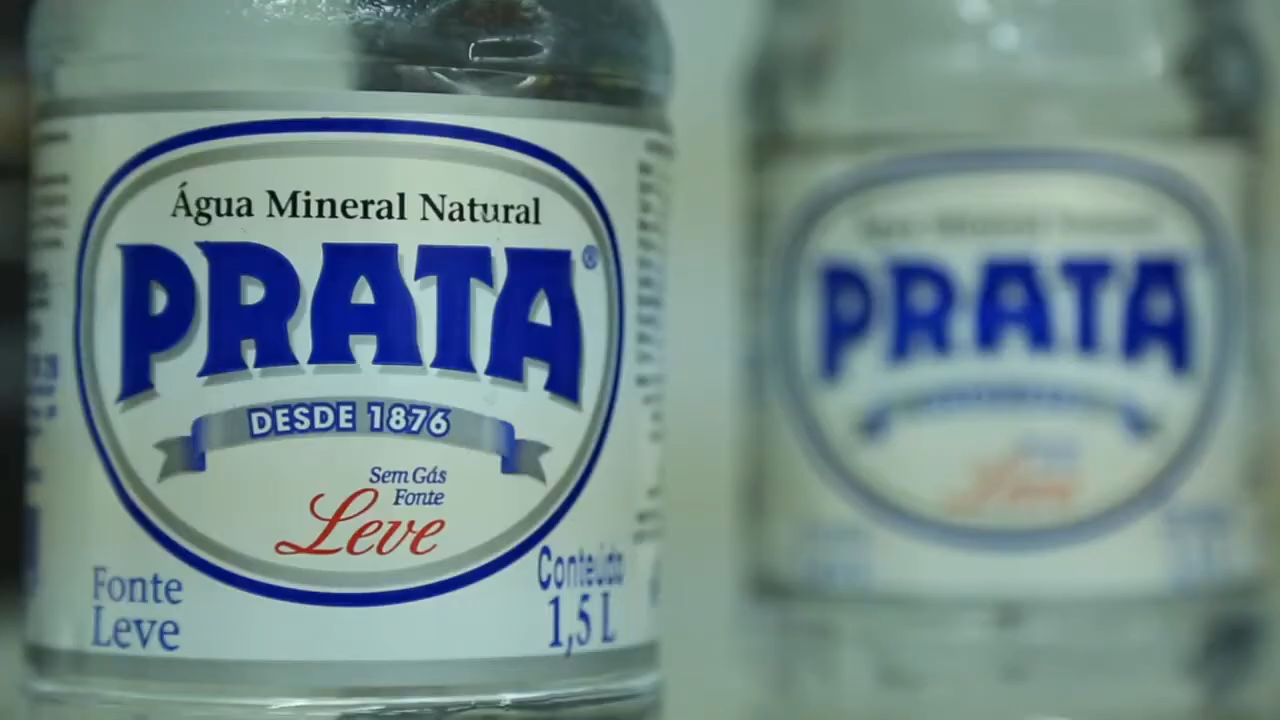 Água Mineral Natural
PRATA®
DESDE 1876
Sem Gás
Fonte
Leve
Fonte
Leve
Conteúdo
1,5 L
PRATA